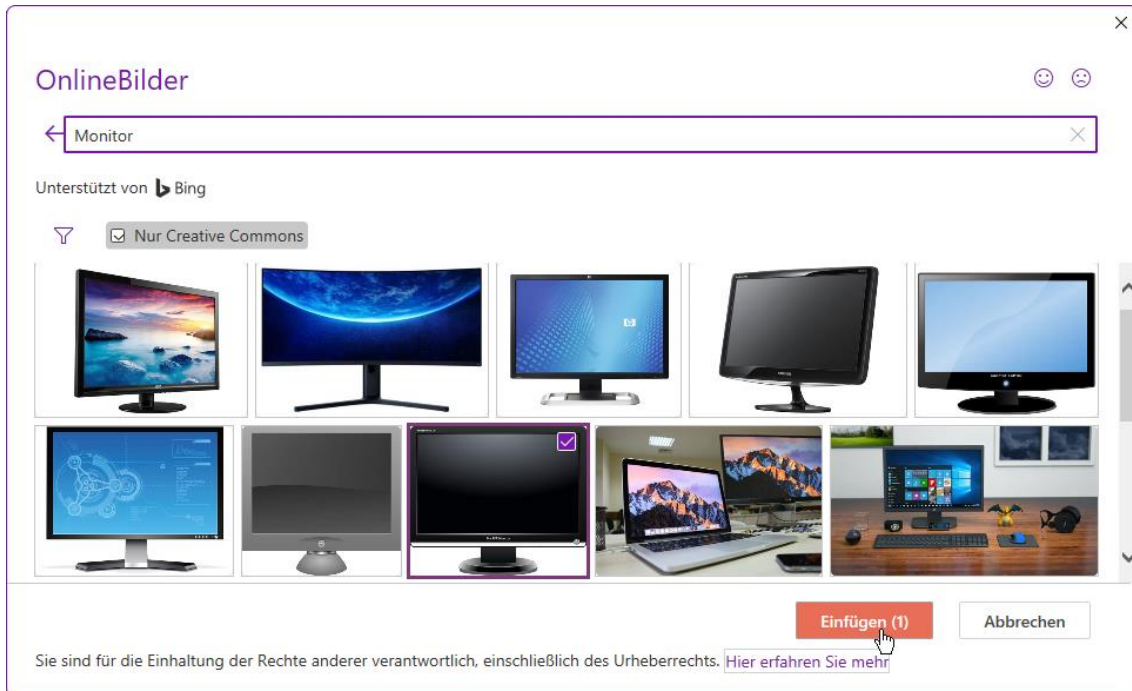 OnlineBilder
Monitor
Unterstützt von Bing
Nur Creative Commons
Einfügen (1)
Abbrechen
Sie sind für die Einhaltung der Rechte anderer verantwortlich, einschließlich des Urheberrechts. Hier erfahren Sie mehr